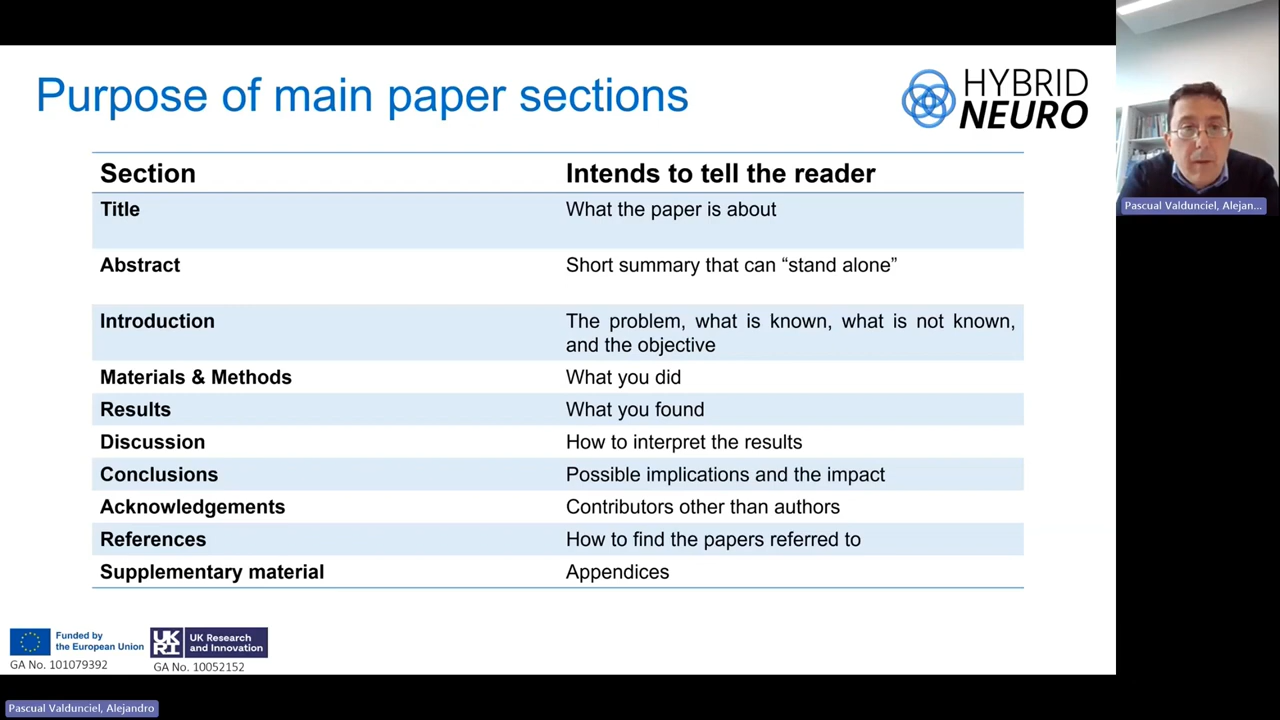 Purpose of main paper sections
HYBRID
NEURO
Section Intends to tell the reader
Title What the paper is about
Abstract Short summary that can “stand alone”
Introduction The problem, what is known, what is not known,
and the objective
Materials & Methods What you did
Results What you found
Discussion How to interpret the results
Conclusions Possible implications and the impact
Acknowledgements Contributors other than authors
References How to find the papers referred to
Supplementary material Appendices
Funded by
the European Union
GA No. 101079392
UKRI
UK Research
and Innovation
GA No. 10052152
Pascual Valdunciel, Alejan...
Pascual Valdunciel, Alejandro